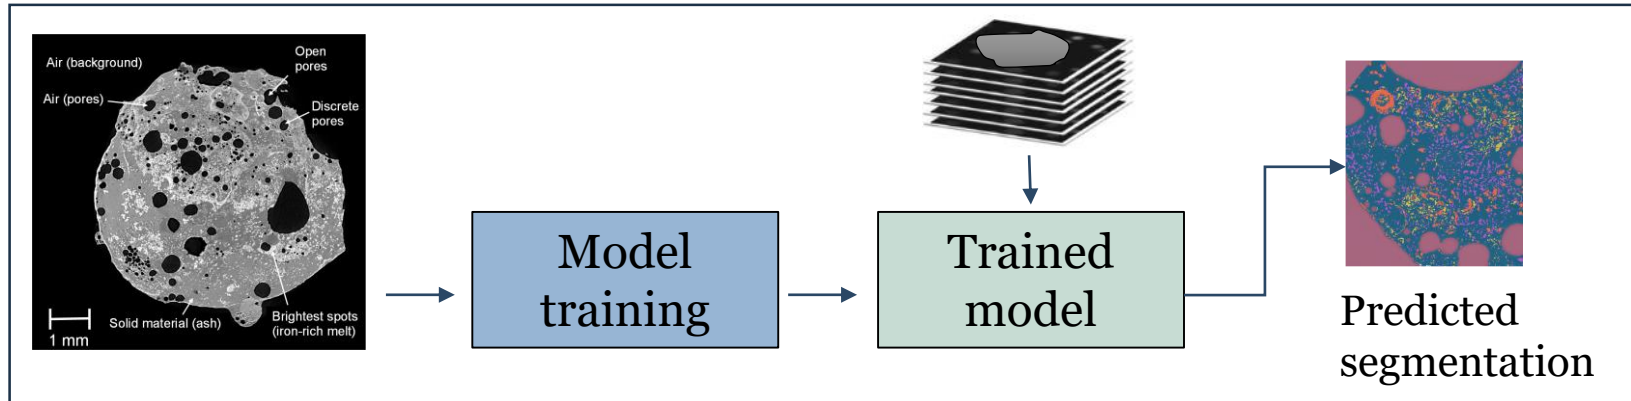 Air (background)
Open
pores
Air (pores)
Discrete
pores
Solid material (ash)
Brightest spots
(iron-rich melt)
1 mm
Model
training
Trained
model
Predicted
segmentation